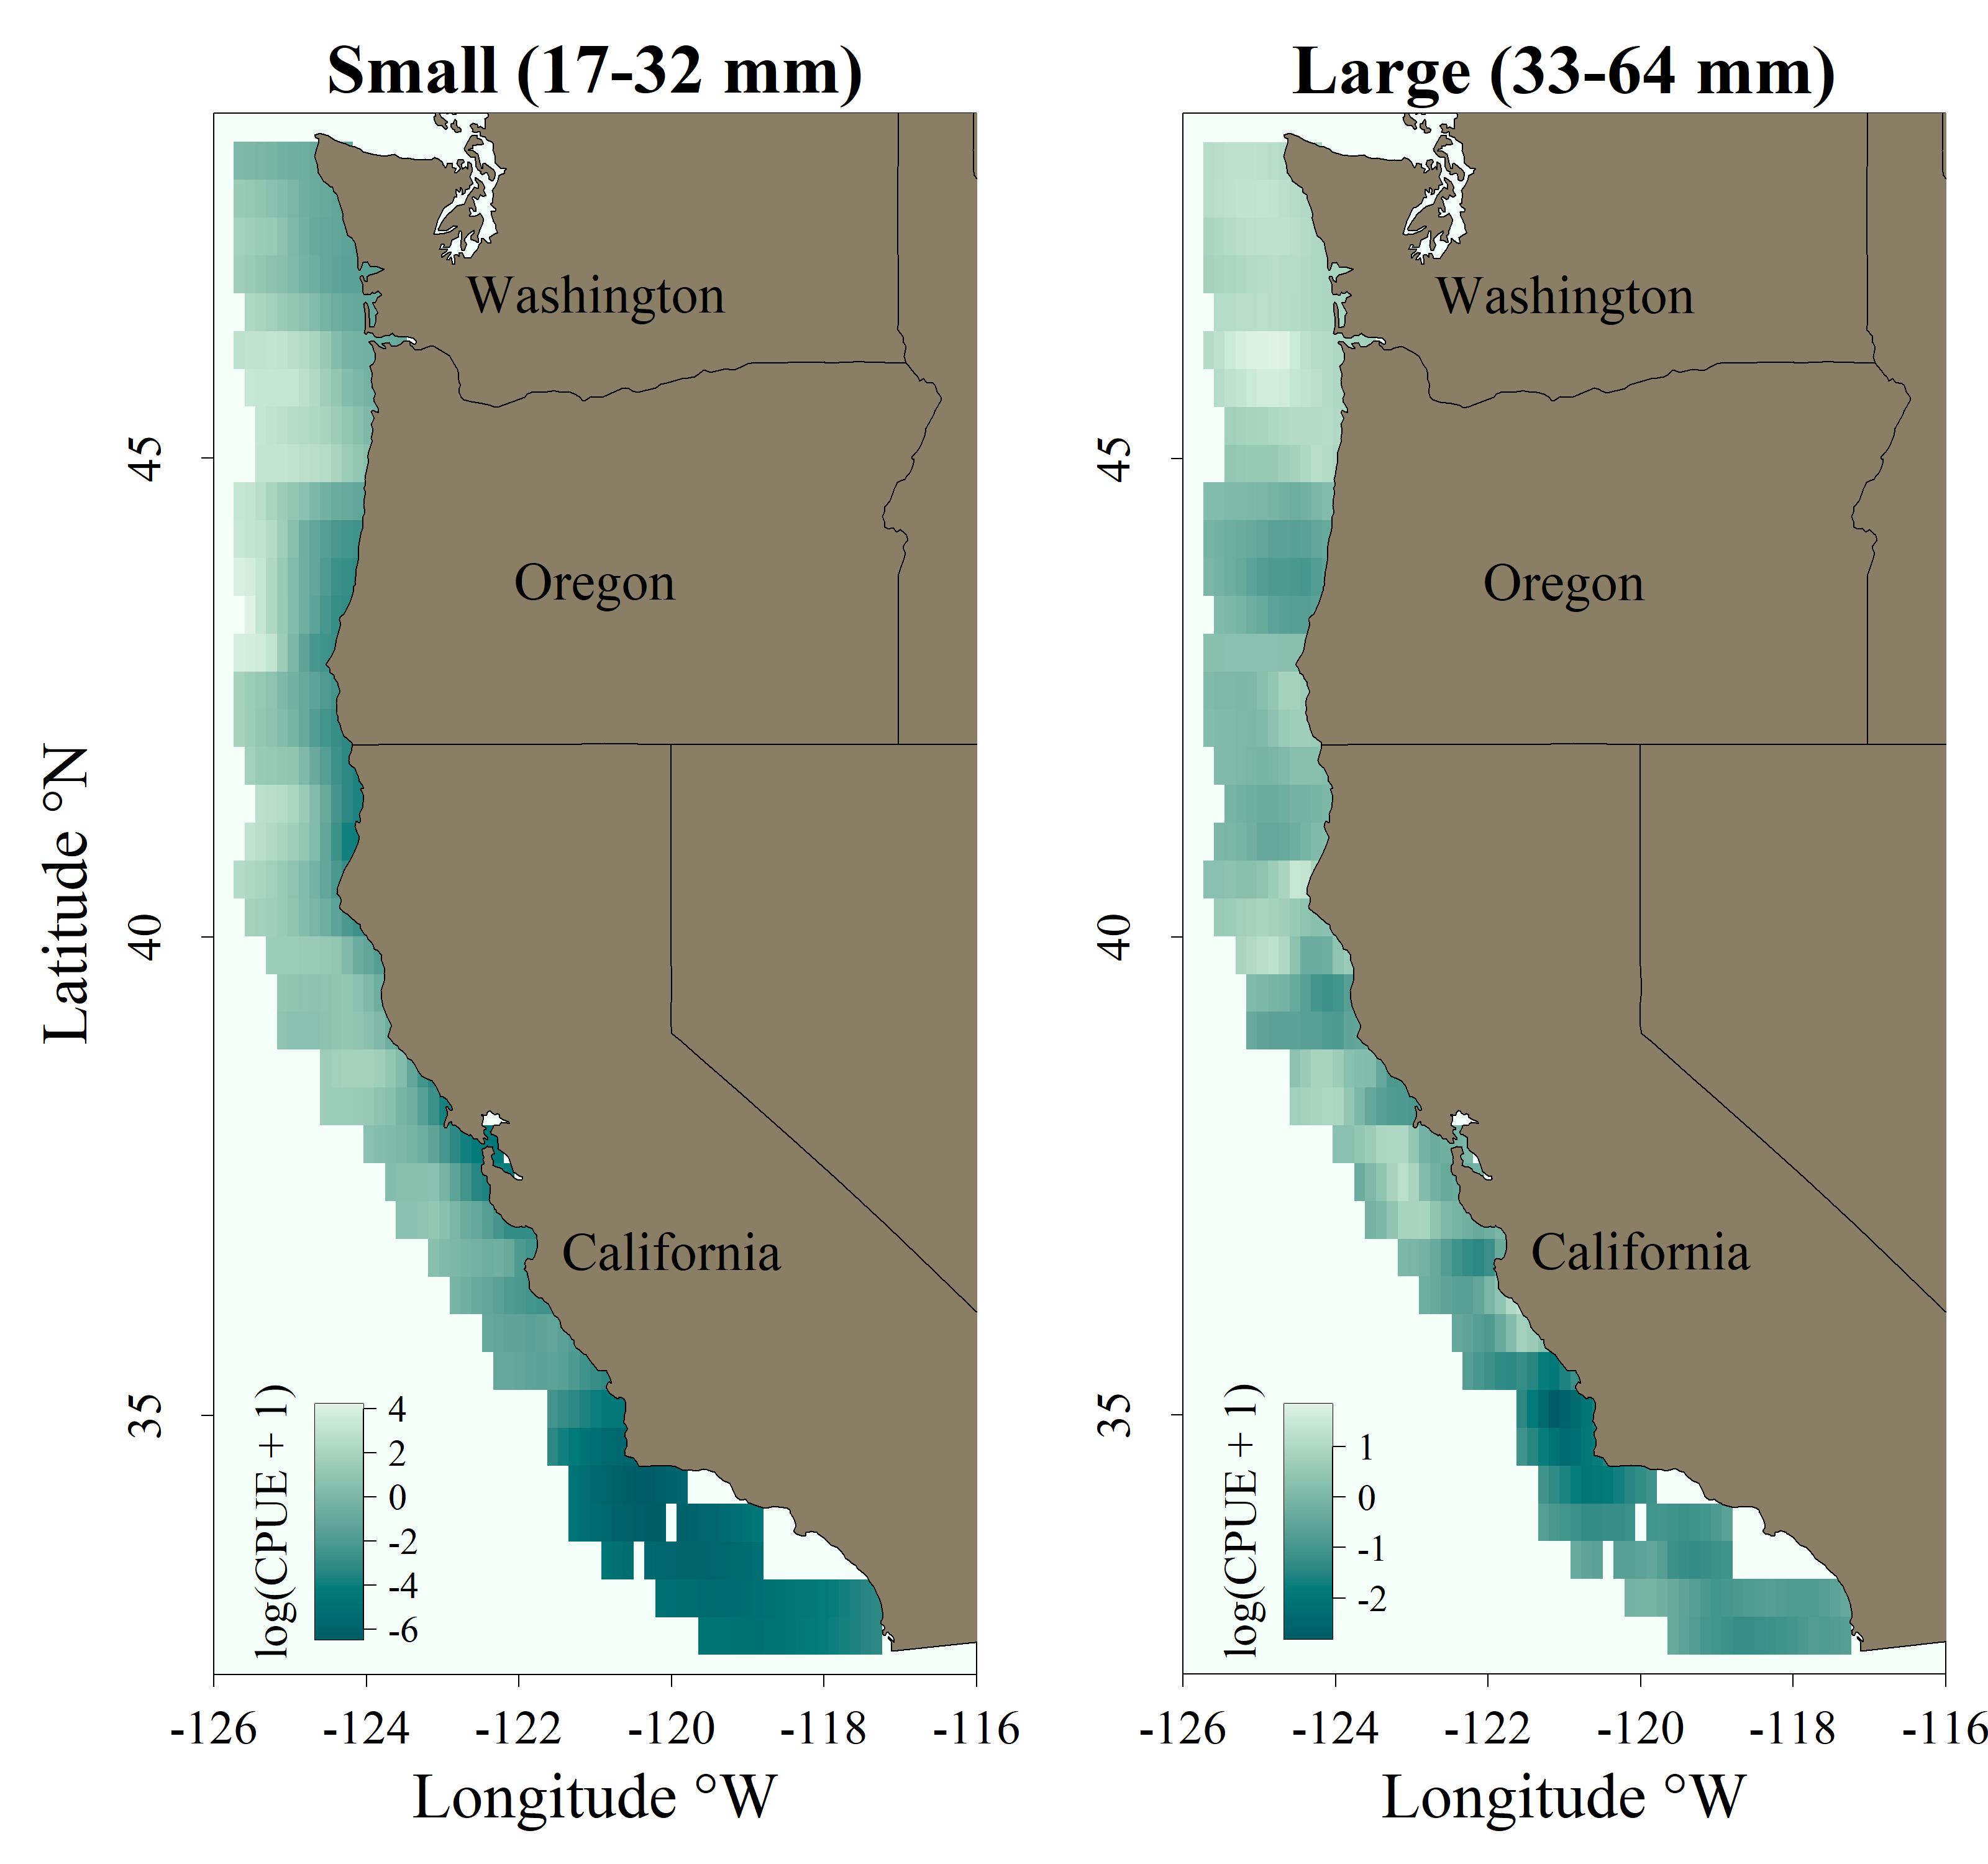 Small (17-32 mm)
Large (33-64 mm)
Washington
Oregon
California
Washington
Oregon
California
Latitude °N
45
40
35
45
40
35
log(CPUE + 1)
4
2
0
-2
-4
-6
log(CPUE + 1)
1
0
-1
-2
-126 -124 -122 -120 -118 -116
-126 -124 -122 -120 -118 -116
Longitude °W
Longitude °W